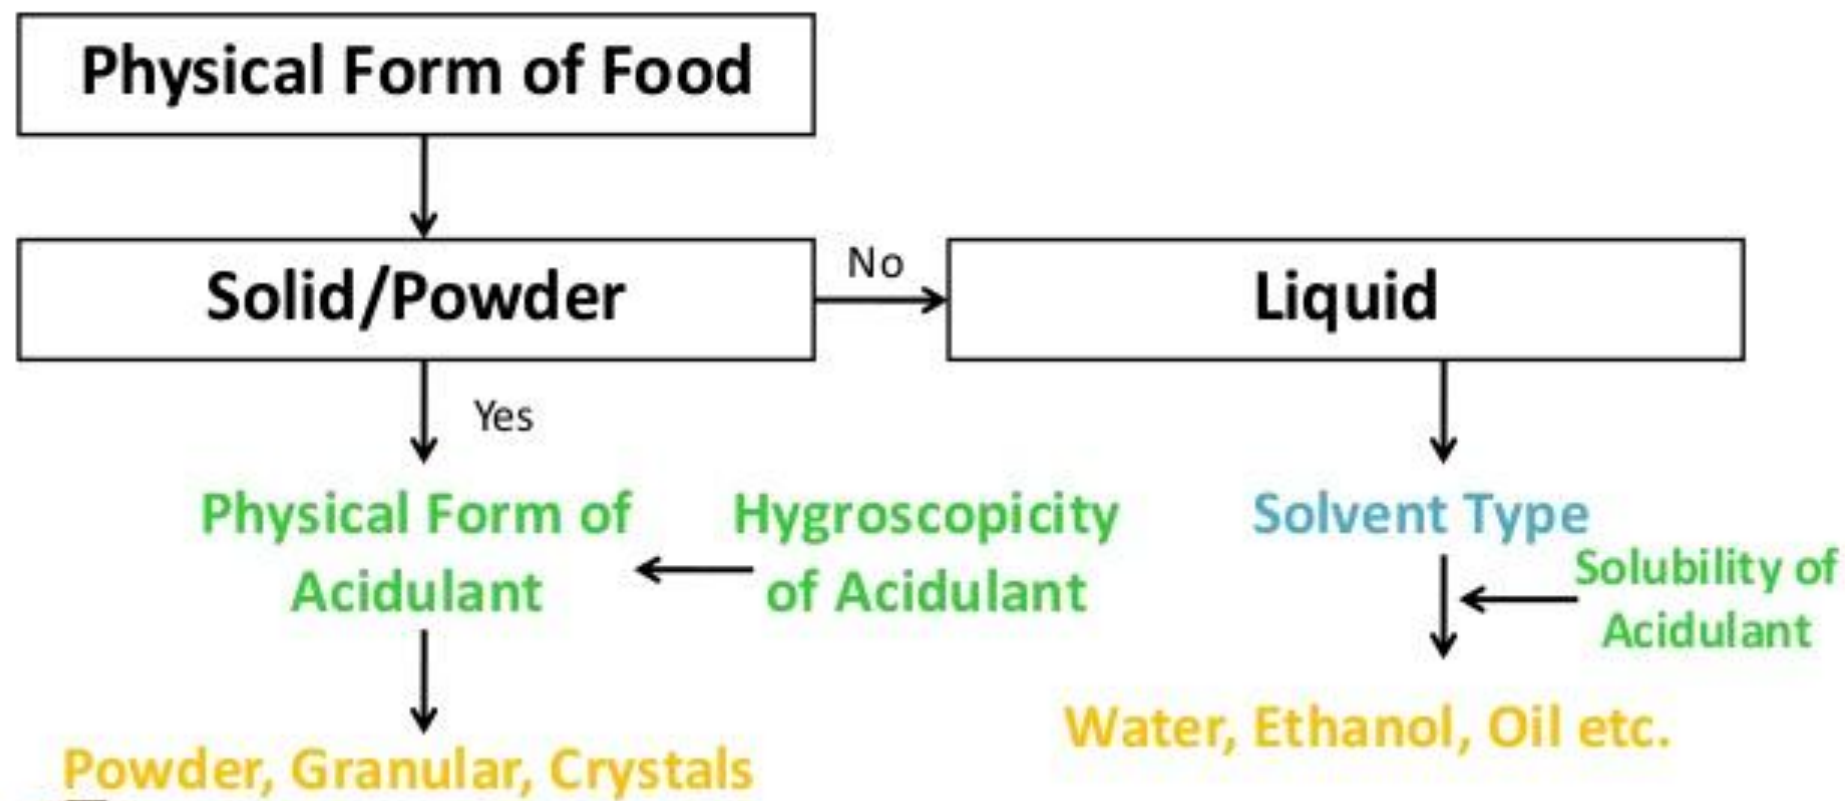 Physical Form of Food
Solid/Powder
No
Liquid
Yes
Physical Form of
Acidulant
Hygroscopicity
of Acidulant
Solvent Type
Solubility of
Acidulant
Powder, Granular, Crystals
Water, Ethanol, Oil etc.